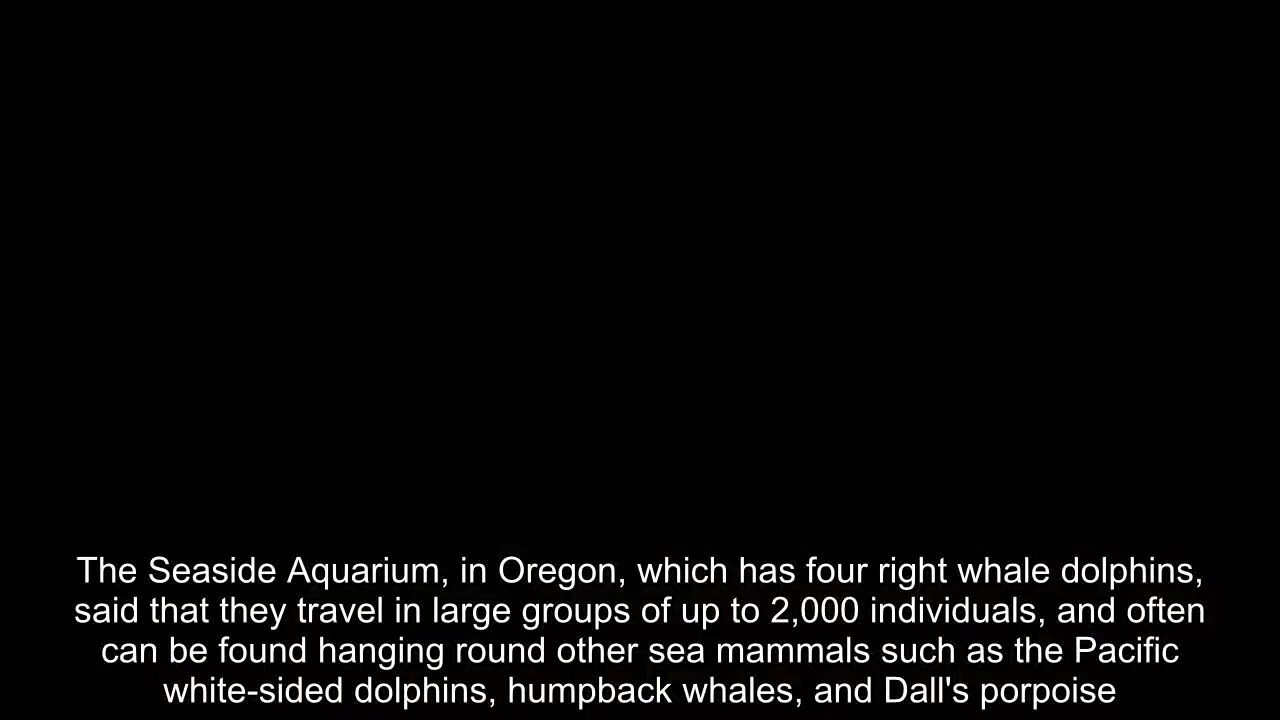 The Seaside Aquarium, in Oregon, which has four right whale dolphins,
said that they travel in large groups of up to 2,000 individuals, and often
can be found hanging round other sea mammals such as the Pacific
white-sided dolphins, humpback whales, and Dall's porpoise